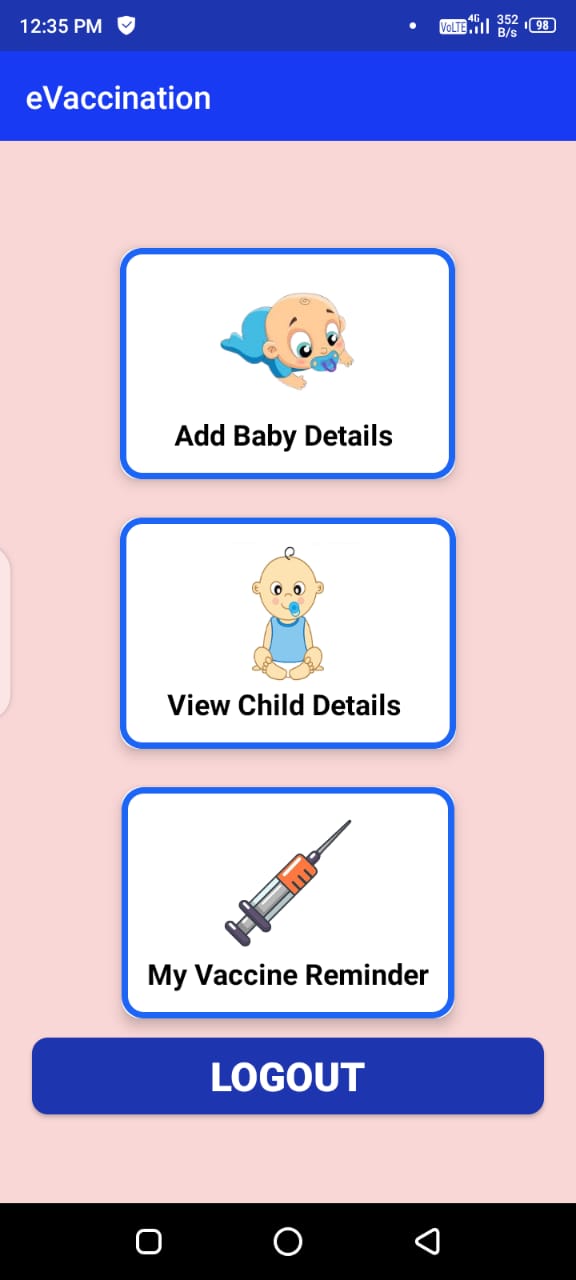 12:35 PM
VoLTE 4G 352 B/s 98
eVaccination
Add Baby Details
View Child Details
My Vaccine Reminder
LOGOUT